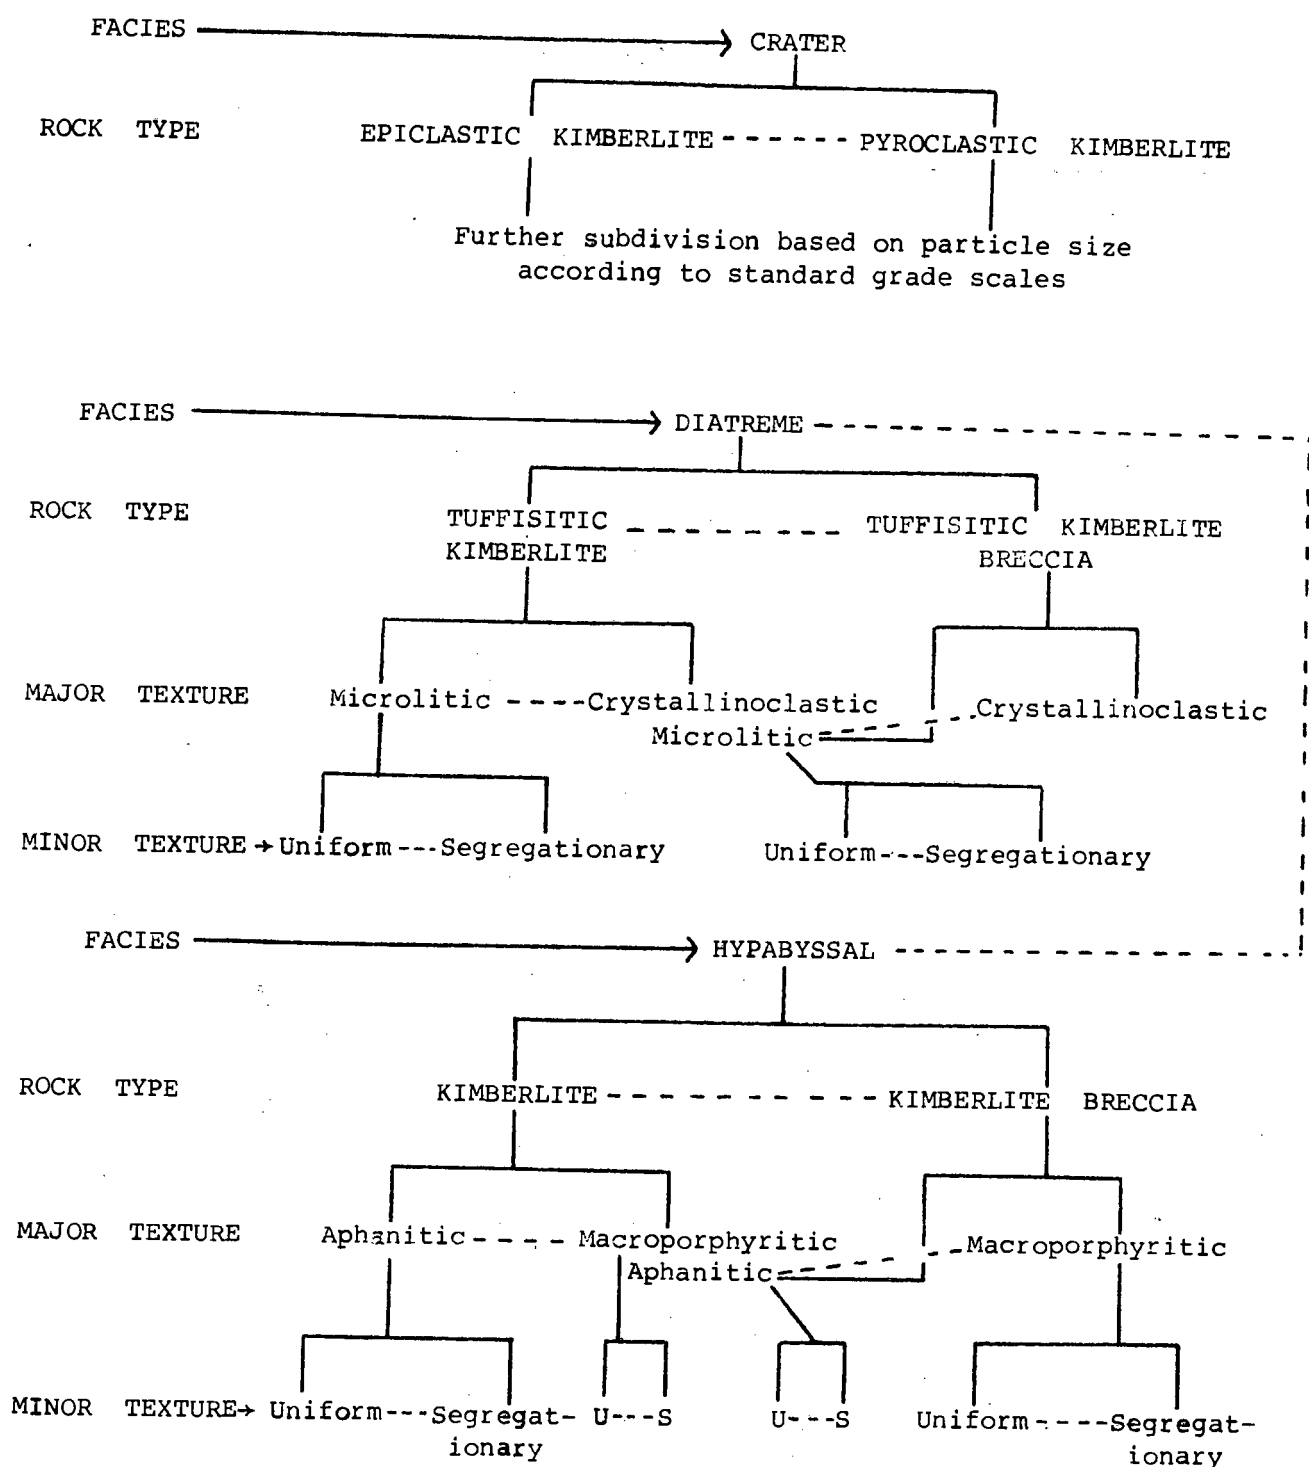 FACIES CRATER
ROCK TYPE EPICLASTIC KIMBERLITE PYROCLASTIC KIMBERLITE
Further subdivision based on particle size
according to standard grade scales
FACIES DIATREME
ROCK TYPE TUFFISITIC TUFFISITIC KIMBERLITE
KIMBERLITE BRECCIA
MAJOR TEXTURE Microlitic Crystallinoclastic Crystallinoclastic
Microlitic
MINOR TEXTURE Uniform---Segregationary Uniform---Segregationary
FACIES HYPABYSSAL
ROCK TYPE KIMBERLITE KIMBERLITE BRECCIA
MAJOR TEXTURE Aphanitic Macroporphyritic Macroporphyritic
Aphanitic
MINOR TEXTURE Uniform---Segregat- U---S U---S Uniform----Segregat-
ionary ionary